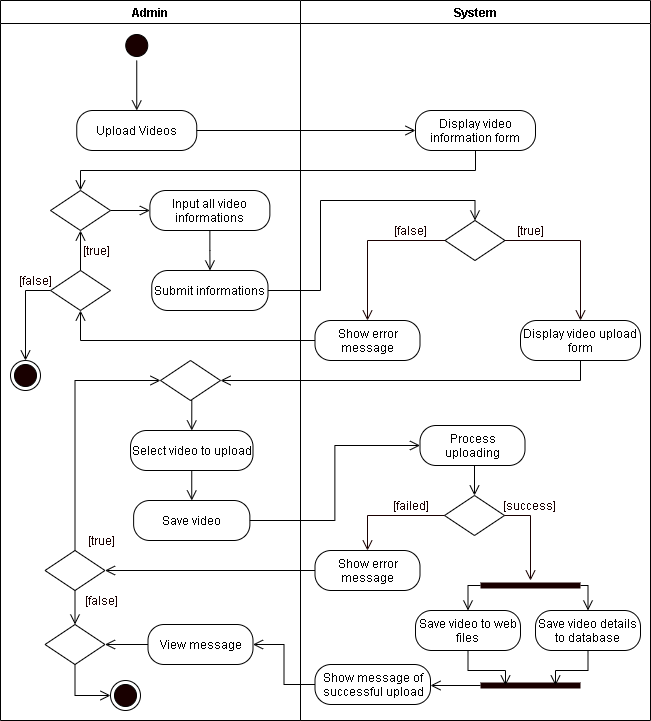 Admin
System
Upload Videos
Display video
information form
Input all video
informations
[false]
[true]
[true]
[false]
Submit informations
Show error
message
Display video upload
form
Select video to upload
Process
uploading
Save video
[failed]
[success]
[true]
Show error
message
[false]
Save video to web
files
Save video details
to database
View message
Show message of
successful upload